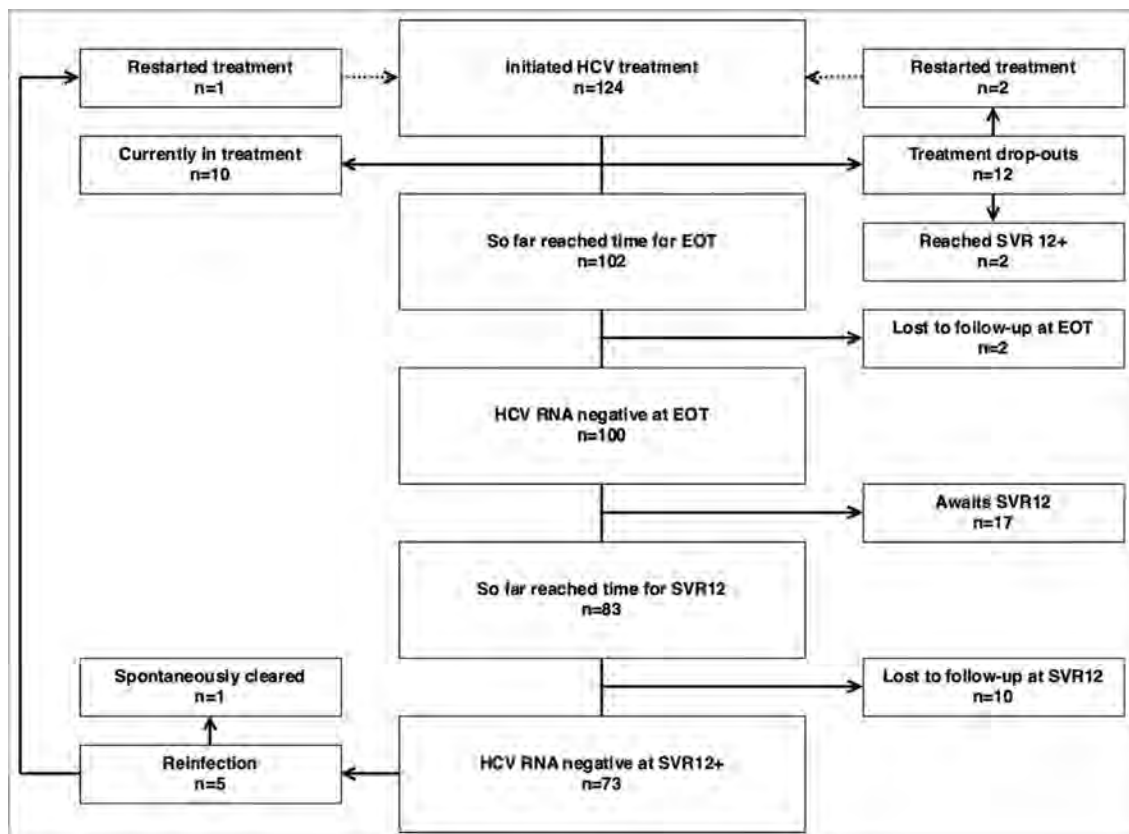 Restarted treatment
n=1
Initiated HCV treatment
n=124
Restarted treatment
n=2
Currently in treatment
n=10
Treatment drop-outs
n=12
So far reached time for EOT
n=102
Reached SVR 12+
n=2
Lost to follow-up at EOT
n=2
HCV RNA negative at EOT
n=100
Awaits SVR12
n=17
So far reached time for SVR12
n=83
Spontaneously cleared
n=1
Lost to follow-up at SVR12
n=10
Reinfection
n=5
HCV RNA negative at SVR12+
n=73